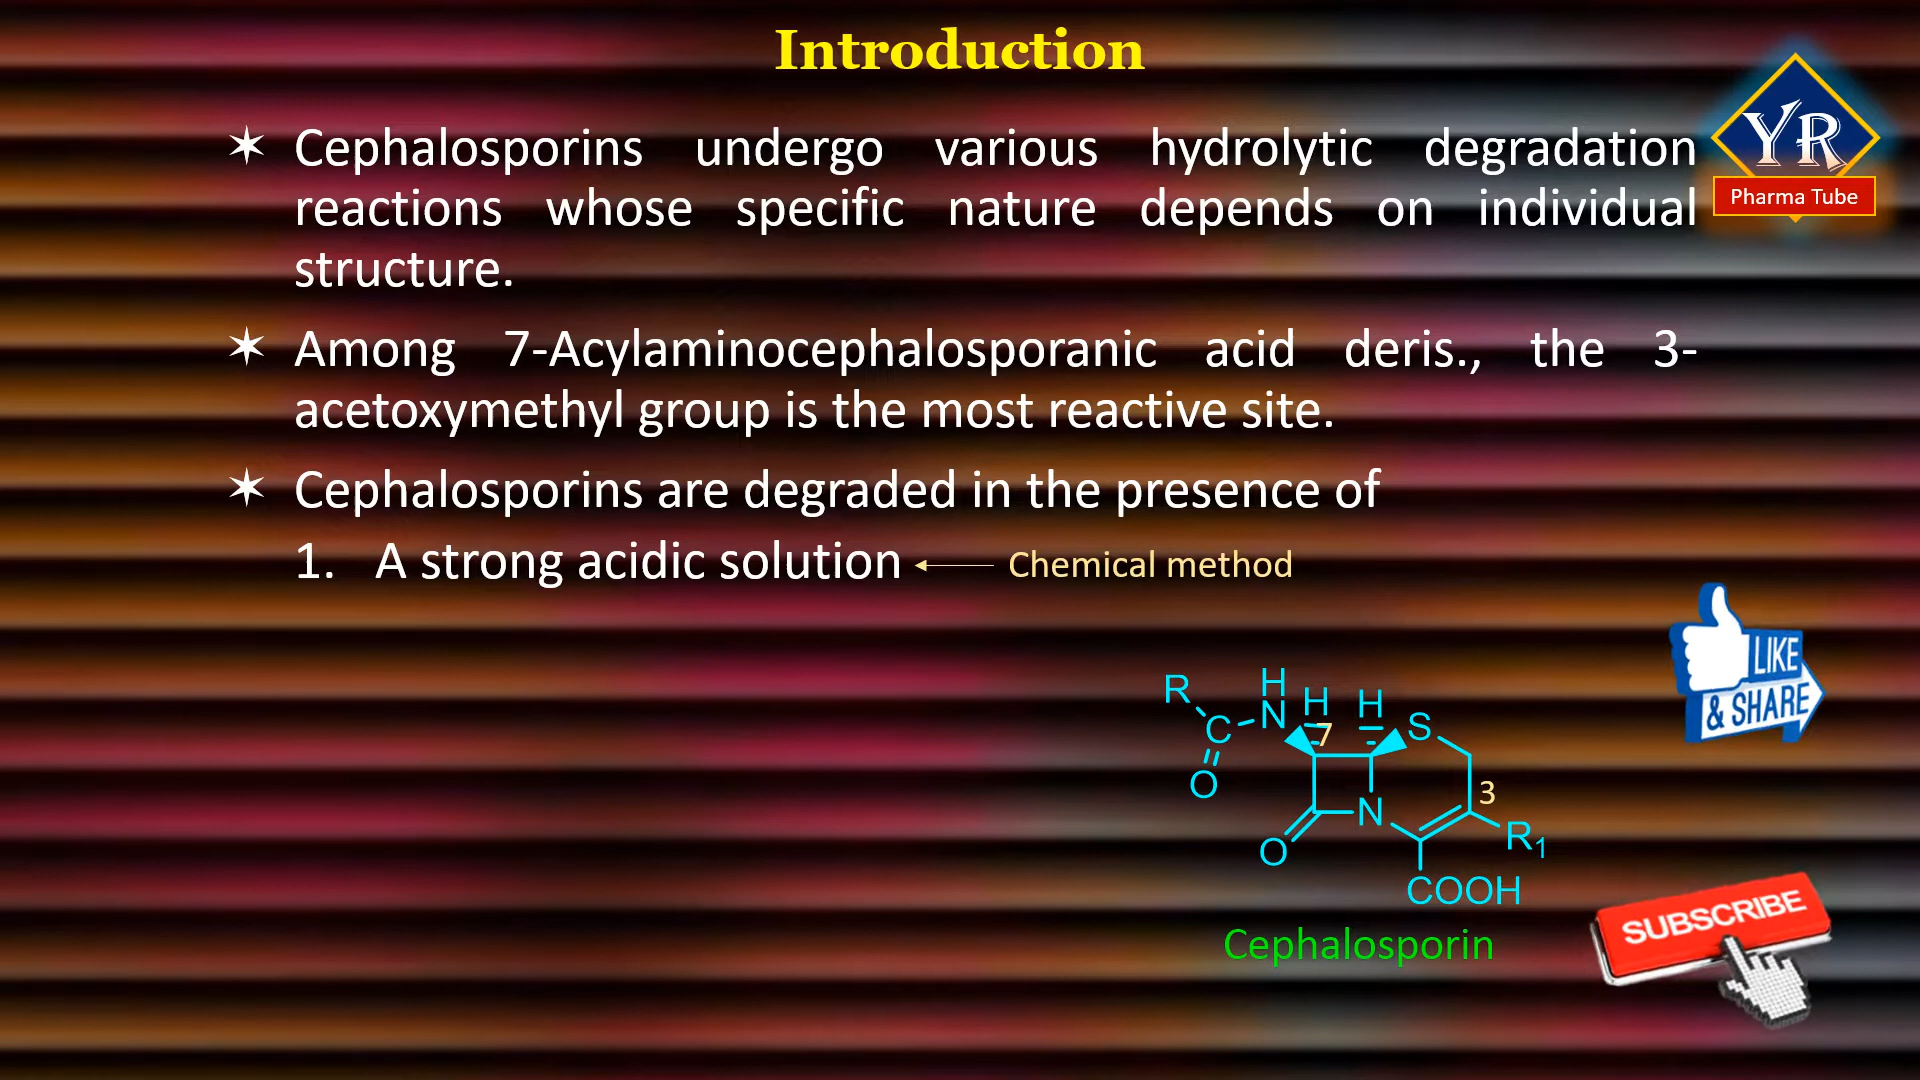 Introduction
YR
Pharma Tube
✶ Cephalosporins undergo various hydrolytic degradation
reactions whose specific nature depends on individual
structure.
✶ Among 7-Acylaminocephalosporanic acid deris., the 3-
acetoxymethyl group is the most reactive site.
✶ Cephalosporins are degraded in the presence of
1. A strong acidic solution
Chemical method
LIKE
& SHARE
R
H
N
H
H
C
7
S
O
3
N
R1
O
COOH
Cephalosporin
SUBSCRIBE